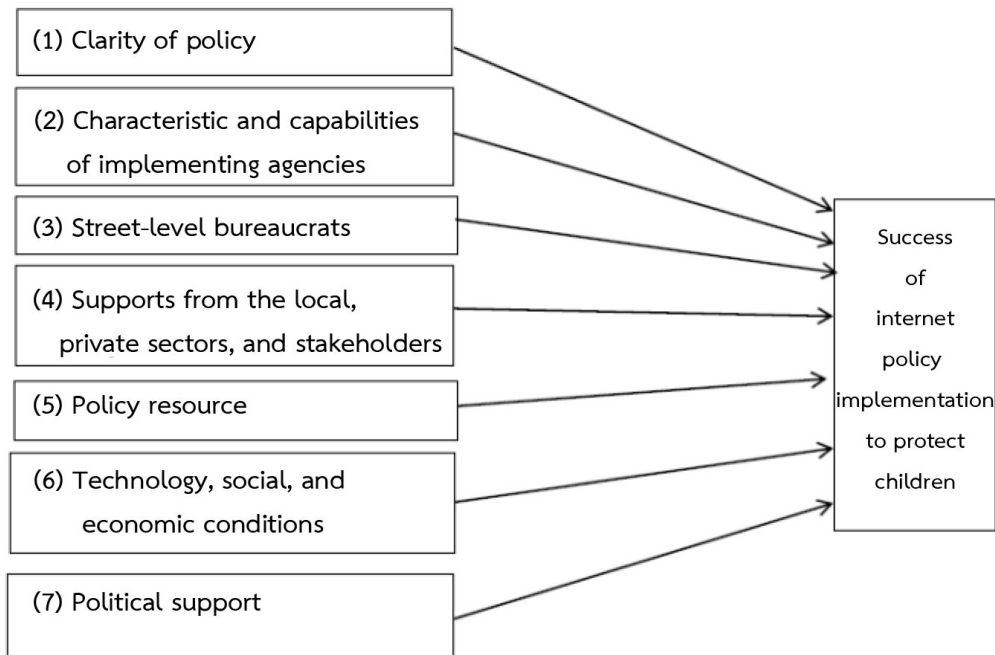 (1) Clarity of policy
(2) Characteristic and capabilities
of implementing agencies
(3) Street-level bureaucrats
(4) Supports from the local,
private sectors, and stakeholders
(5) Policy resource
(6) Technology, social, and
economic conditions
(7) Political support
Success
of
internet
policy
implementation
to protect
children